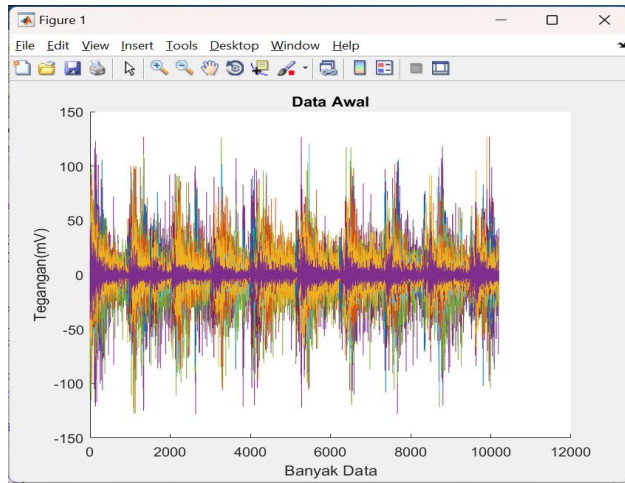 Figure 1
File Edit View Insert Tools Desktop Window Help
Data Awal
150
100
50
0
-50
-100
-150
Tegangan(mV)
0 2000 4000 6000 8000 10000 12000
Banyak Data